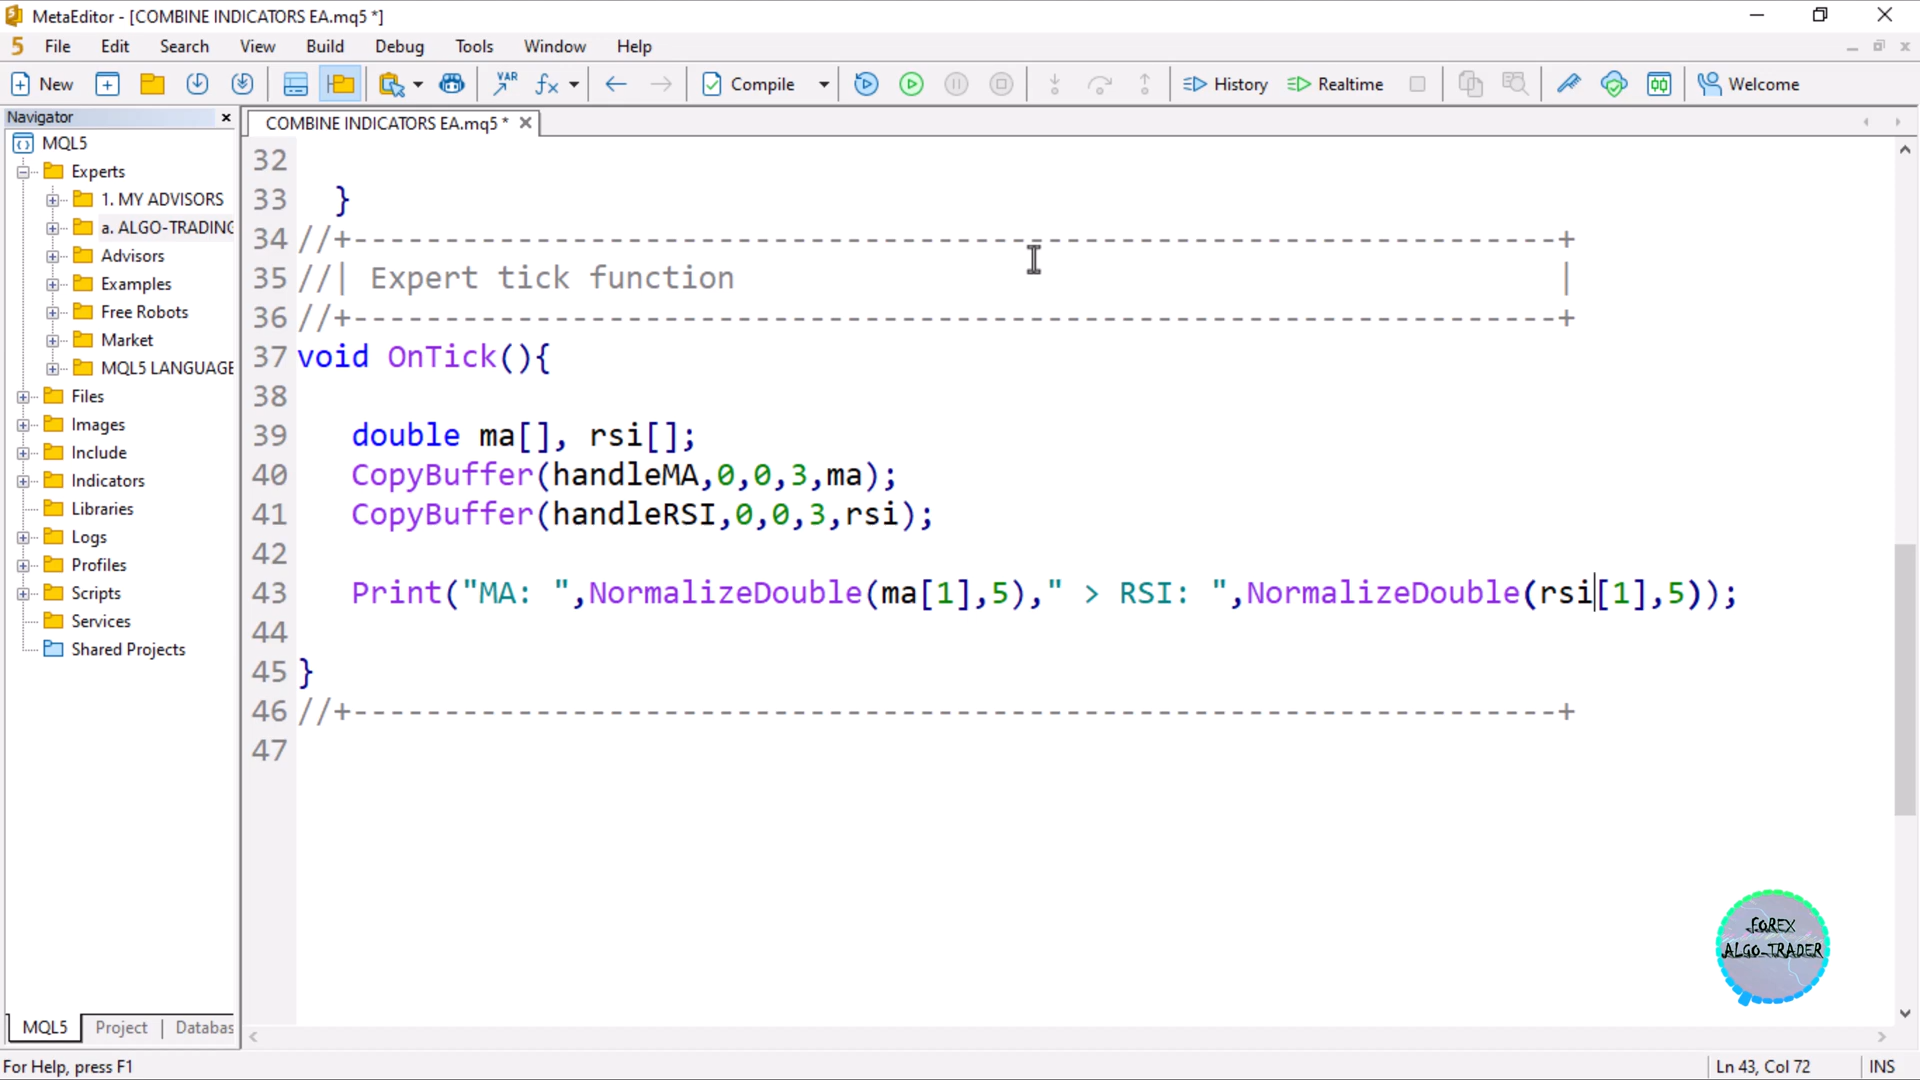 MetaEditor - [COMBINE INDICATORS EA.mq5 *]
5 File Edit Search View Build Debug Tools Window Help
New VAR fx Compile History Realtime Welcome
Navigator
COMBINE INDICATORS EA.mq5 *
MQL5
Experts
1. MY ADVISORS
a. ALGO-TRADING
Advisors
Examples
Free Robots
Market
MQL5 LANGUAGE
Files
Images
Include
Indicators
Libraries
Logs
Profiles
Scripts
Services
Shared Projects
MQL5 Project Databas
32
33 }
34 //+------------------------------------------------------------------+
35 //| Expert tick function |
36 //+------------------------------------------------------------------+
37 void OnTick(){
38
39 double ma[], rsi[];
40 CopyBuffer(handleMA,0,0,3,ma);
41 CopyBuffer(handleRSI,0,0,3,rsi);
42
43 Print("MA: ",NormalizeDouble(ma[1],5)," > RSI: ",NormalizeDouble(rsi[1],5));
44
45 }
46 //+------------------------------------------------------------------+
47
FOREX
ALGO-TRADER
For Help, press F1
Ln 43, Col 72 INS